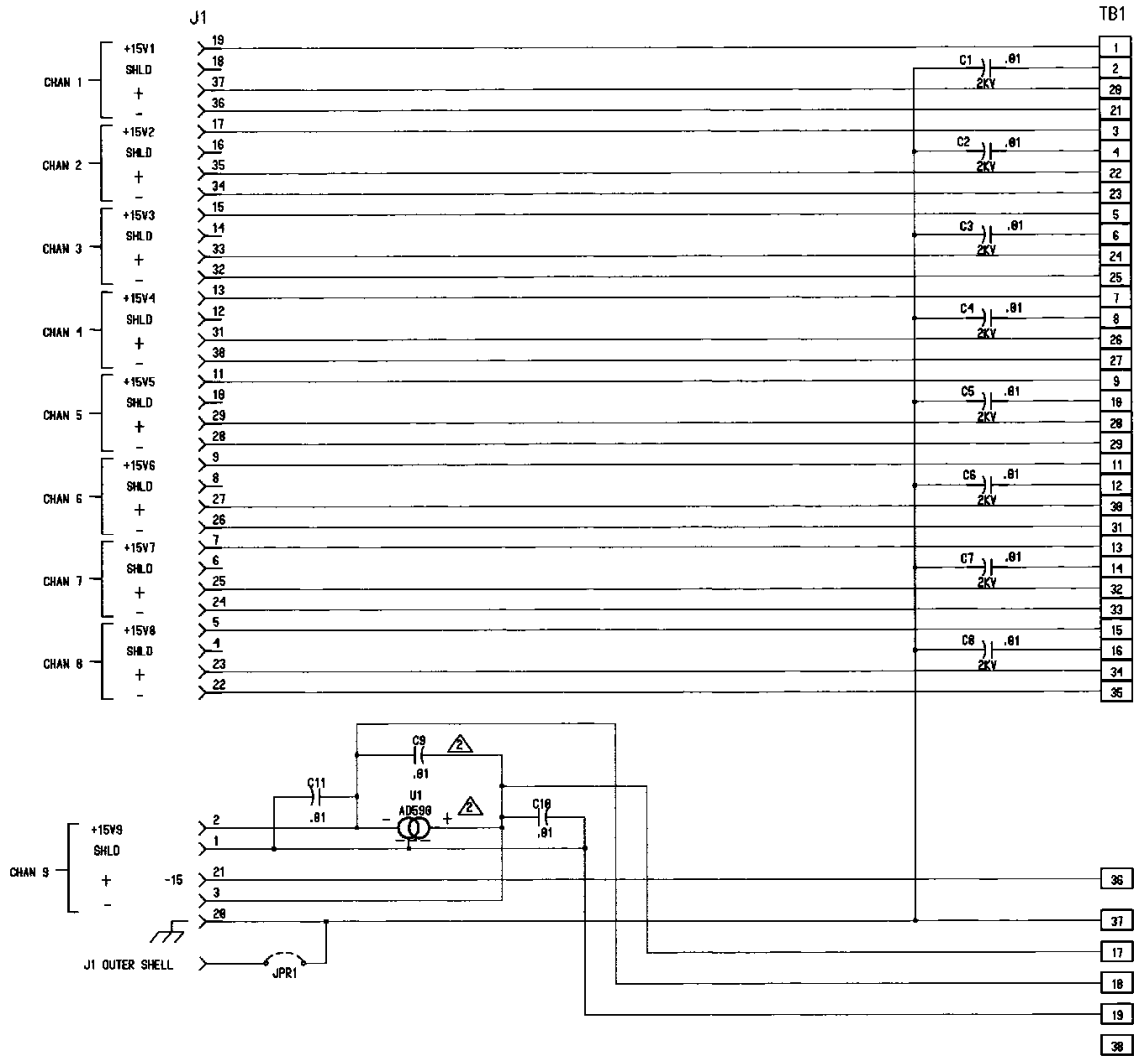 J1 TB1
+15V1 19 1
SHLD 18 C1 .01 2
CHAN 1
+ 37 2KV 20
- 36 21
+15V2 17 3
SHLD 16 C2 .01 4
CHAN 2
+ 35 2KV 22
- 34 23
+15V3 15 5
SHLD 14 C3 .01 6
CHAN 3
+ 33 2KV 24
- 32 25
+15V4 13 7
SHLD 12 C4 .01 8
CHAN 4
+ 31 2KV 26
- 30 27
+15V5 11 9
SHLD 10 C5 .01 10
CHAN 5
+ 29 2KV 28
- 28 29
+15V6 9 11
SHLD 8 C6 .01 12
CHAN 6
+ 27 2KV 30
- 26 31
+15V7 7 13
SHLD 6 C7 .01 14
CHAN 7
+ 25 2KV 32
- 24 33
+15V8 5 15
SHLD 4 C8 .01 16
CHAN 8
+ 23 2KV 34
- 22 35
C9 2
.01
C11
.01
U1
AD590 2
- +
C10
.01
+15V9 2
SHLD 1
CHAN 9
+ -15 21 36
- 3
20 37
J1 OUTER SHELL JPR1
17
18
19
38